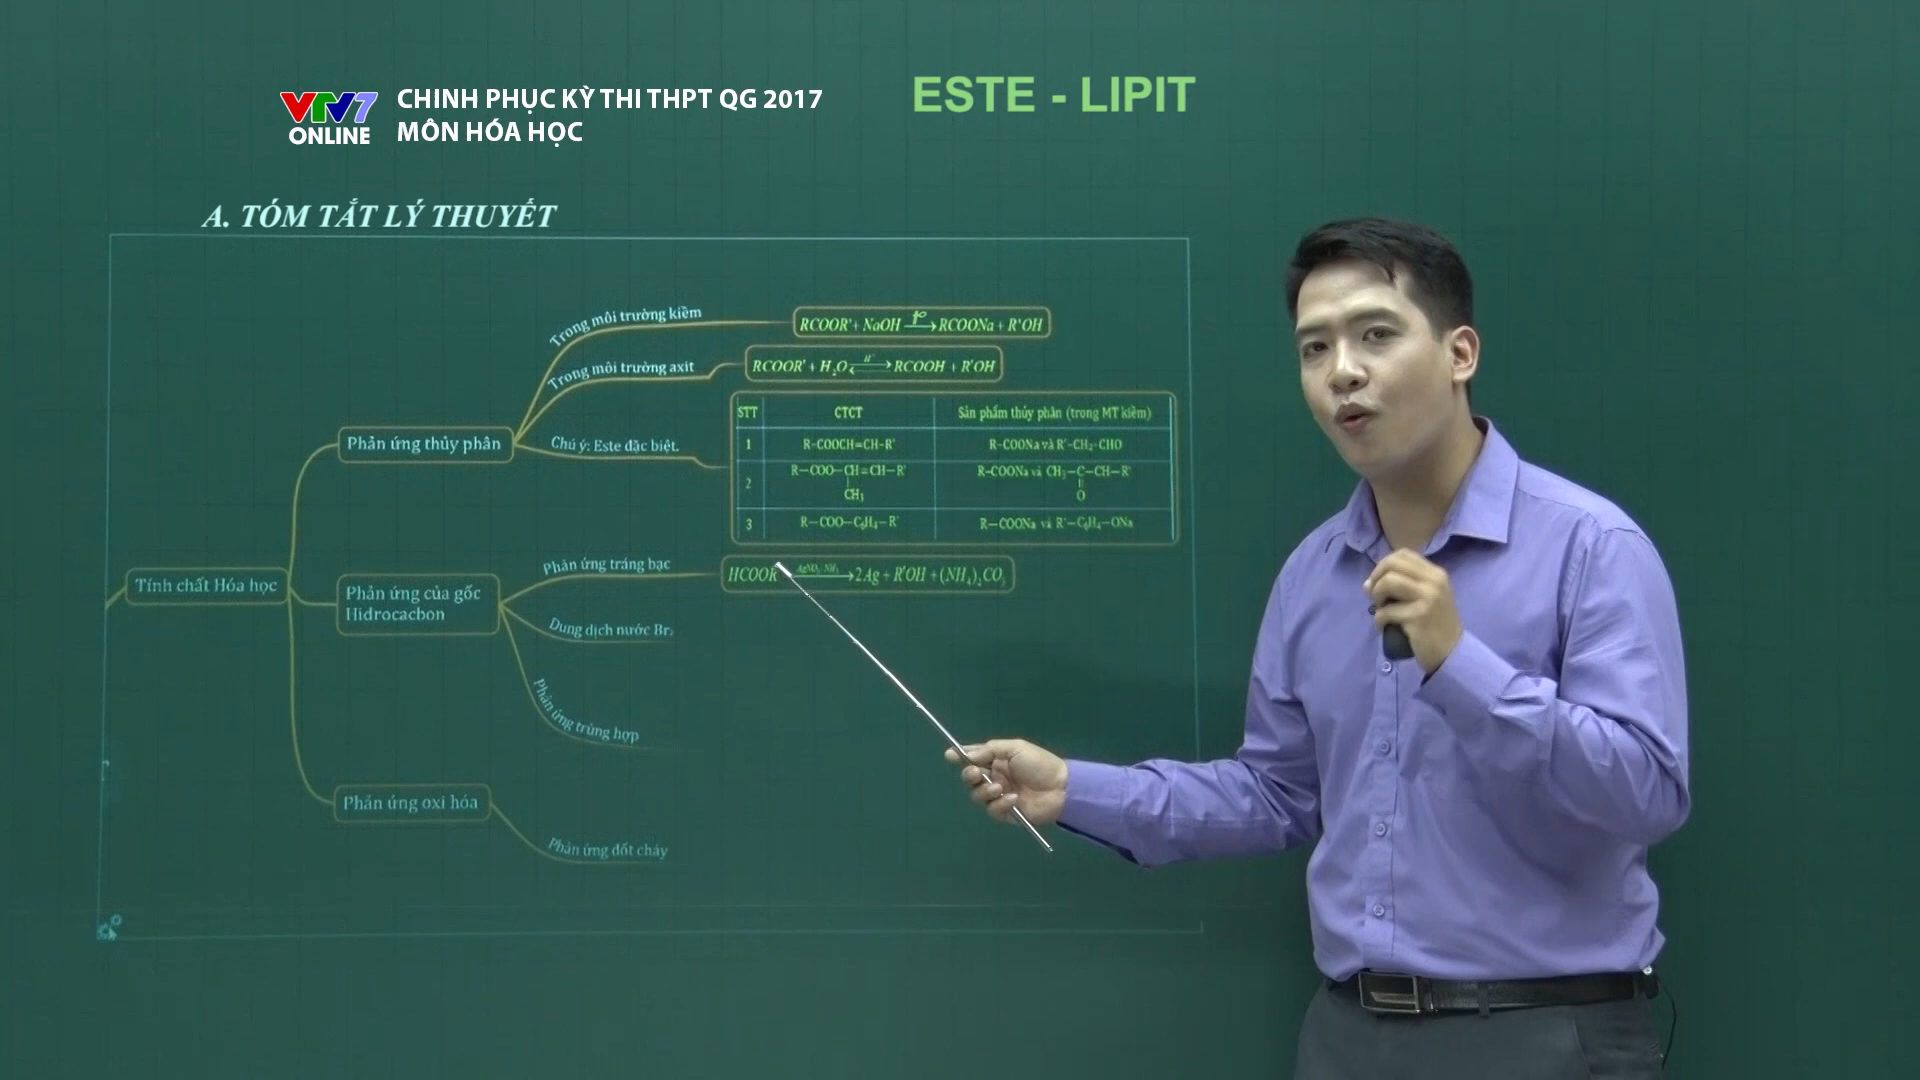 VTV7
ONLINE
CHINH PHỤC KỲ THI THPT QG 2017
MÔN HÓA HỌC
ESTE - LIPIT
A. TÓM TẮT LÝ THUYẾT
Tính chất Hóa học
Phản ứng thủy phân
Trong môi trường kiềm
RCOOR' + NaOH t° → RCOONa + R'OH
Trong môi trường axit
RCOOR' + H₂O ⇌ H⁺ RCOOH + R'OH
Chú ý: Este đặc biệt.
STT CTCT Sản phẩm thủy phân (trong MT kiềm)
1 R-COOCH=CH-R' R-COONa và R'-CH₂-CHO
2 R—COO—CH=CH—R' R-COONa và CH₃—C—CH—R'
CH₃ O
3 R—COO—C₆H₄—R' R—COONa và R'—C₆H₄—ONa
Phản ứng của gốc
Hidrocacbon
Phản ứng tráng bạc
HCOOR' AgNO₃/NH₃ → 2Ag + R'OH + (NH₄)₂CO₃
Dung dịch nước Br₂
Phản ứng trùng hợp
Phản ứng oxi hóa
Phản ứng đốt cháy